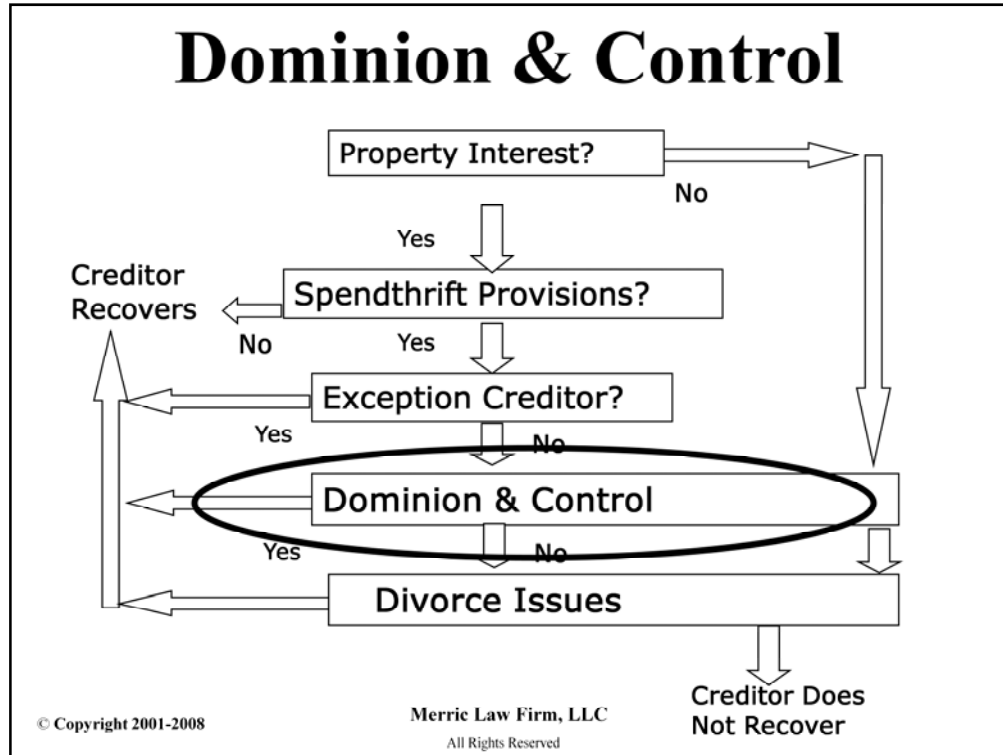 Dominion & Control
Property Interest?
No
Yes
Creditor
Recovers
Spendthrift Provisions?
No
Yes
Exception Creditor?
Yes
No
Dominion & Control
Yes
No
Divorce Issues
Creditor Does
Not Recover
© Copyright 2001-2008
Merric Law Firm, LLC
All Rights Reserved